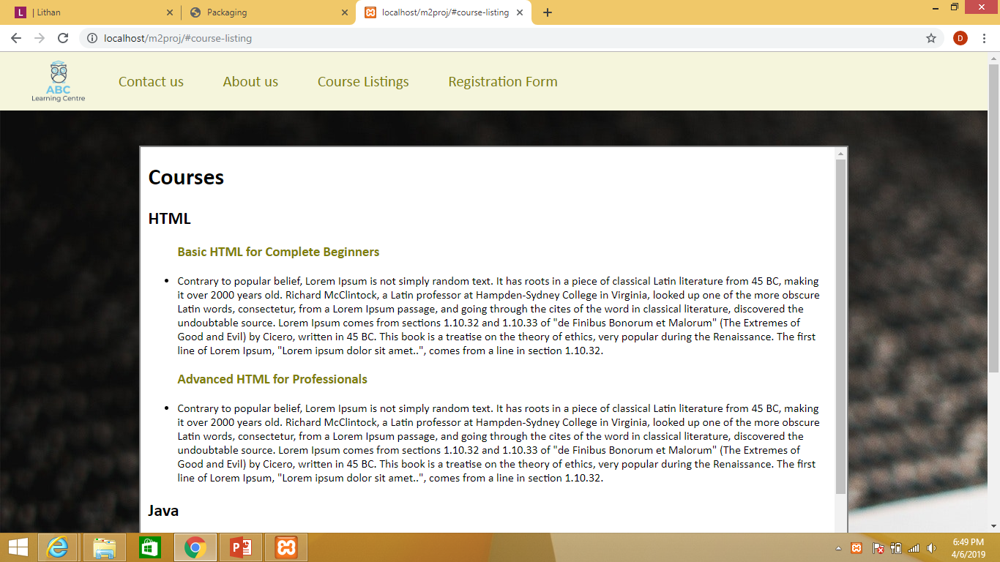 L | Lithan
Packaging
localhost/m2proj/#course-listing
localhost/m2proj/#course-listing
D
ABC
Learning Centre
Contact us
About us
Course Listings
Registration Form
Courses
HTML
Basic HTML for Complete Beginners
• Contrary to popular belief, Lorem Ipsum is not simply random text. It has roots in a piece of classical Latin literature from 45 BC, making
it over 2000 years old. Richard McClintock, a Latin professor at Hampden-Sydney College in Virginia, looked up one of the more obscure
Latin words, consectetur, from a Lorem Ipsum passage, and going through the cites of the word in classical literature, discovered the
undoubtable source. Lorem Ipsum comes from sections 1.10.32 and 1.10.33 of "de Finibus Bonorum et Malorum" (The Extremes of
Good and Evil) by Cicero, written in 45 BC. This book is a treatise on the theory of ethics, very popular during the Renaissance. The first
line of Lorem Ipsum, "Lorem ipsum dolor sit amet..", comes from a line in section 1.10.32.
Advanced HTML for Professionals
• Contrary to popular belief, Lorem Ipsum is not simply random text. It has roots in a piece of classical Latin literature from 45 BC, making
it over 2000 years old. Richard McClintock, a Latin professor at Hampden-Sydney College in Virginia, looked up one of the more obscure
Latin words, consectetur, from a Lorem Ipsum passage, and going through the cites of the word in classical literature, discovered the
undoubtable source. Lorem Ipsum comes from sections 1.10.32 and 1.10.33 of "de Finibus Bonorum et Malorum" (The Extremes of
Good and Evil) by Cicero, written in 45 BC. This book is a treatise on the theory of ethics, very popular during the Renaissance. The first
line of Lorem Ipsum, "Lorem ipsum dolor sit amet..", comes from a line in section 1.10.32.
Java
6:49 PM
4/6/2019